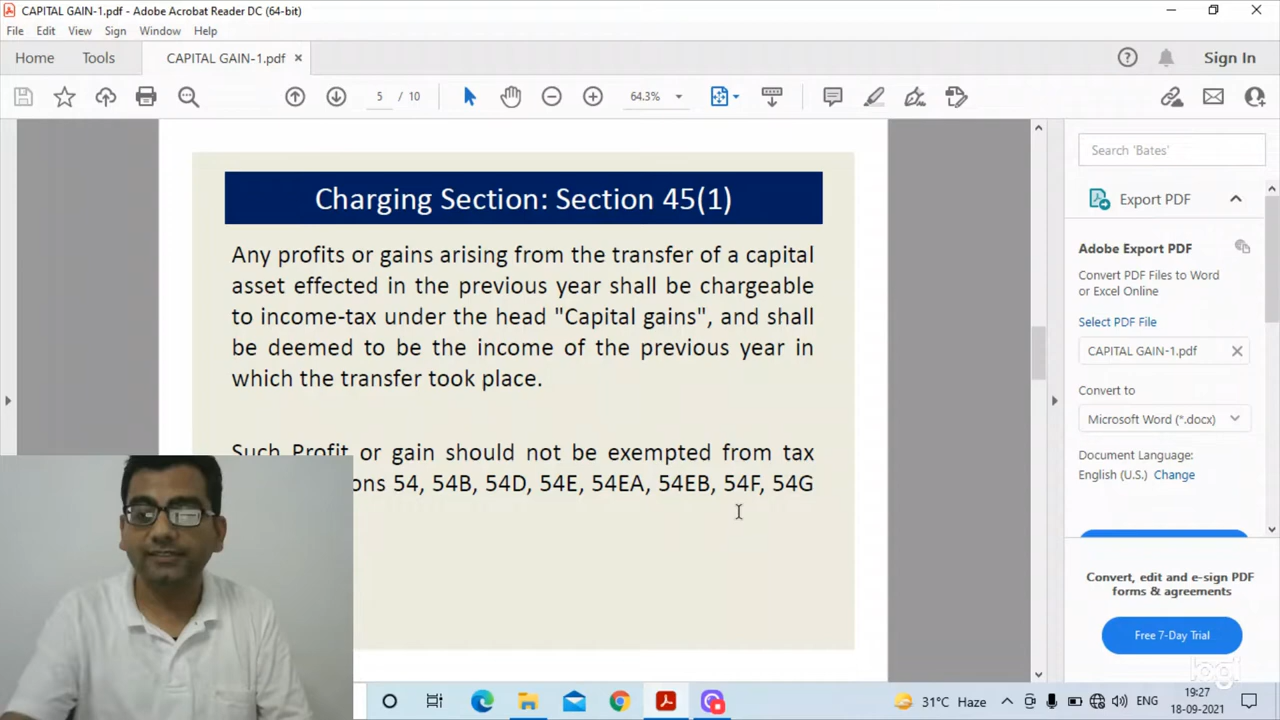 CAPITAL GAIN-1.pdf - Adobe Acrobat Reader DC (64-bit)
File Edit View Sign Window Help
Home Tools CAPITAL GAIN-1.pdf × Sign In
5 / 10 64.3%
Search 'Bates'
Export PDF
Adobe Export PDF
Convert PDF Files to Word
or Excel Online
Select PDF File
CAPITAL GAIN-1.pdf
Convert to
Microsoft Word (*.docx)
Document Language:
English (U.S.) Change
Convert, edit and e-sign PDF
forms & agreements
Free 7-Day Trial
Charging Section: Section 45(1)
Any profits or gains arising from the transfer of a capital
asset effected in the previous year shall be chargeable
to income-tax under the head "Capital gains", and shall
be deemed to be the income of the previous year in
which the transfer took place.
Such Profit or gain should not be exempted from tax
ons 54, 54B, 54D, 54E, 54EA, 54EB, 54F, 54G
logi
31°C Haze ENG 19:27
18-09-2021